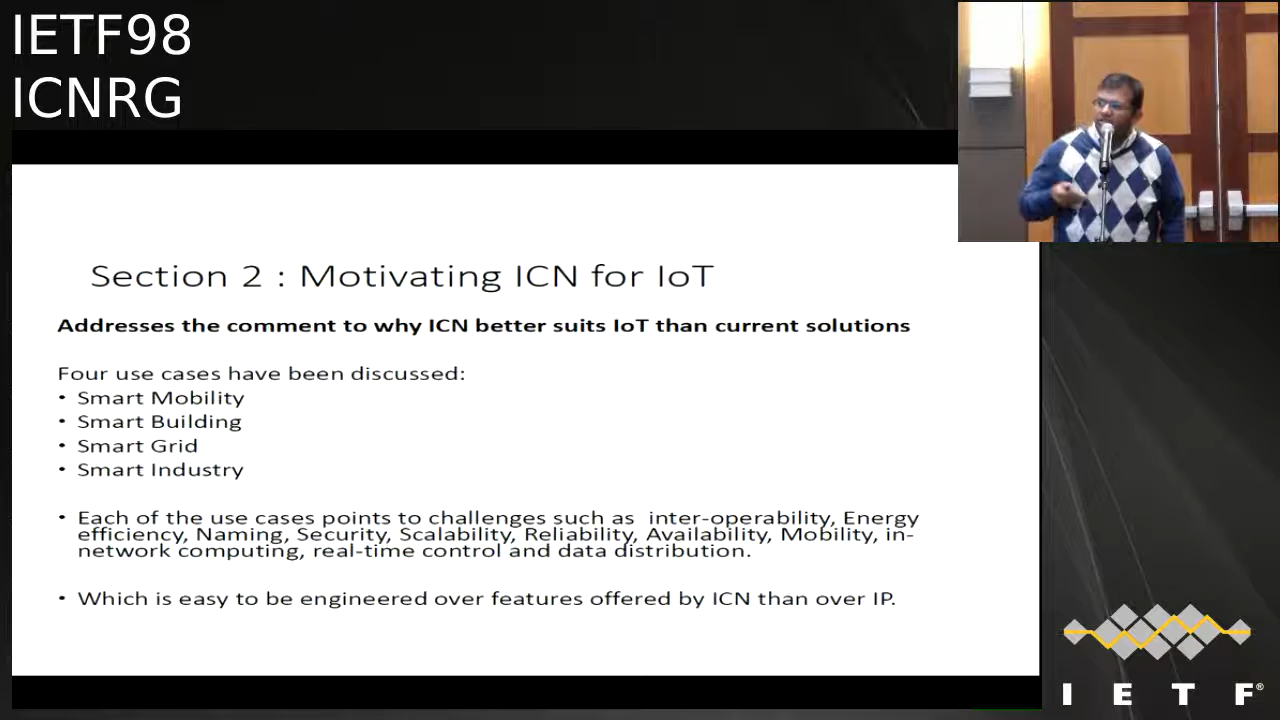 IETF98
ICNRG
Section 2 : Motivating ICN for IoT
Addresses the comment to why ICN better suits IoT than current solutions
Four use cases have been discussed:
• Smart Mobility
• Smart Building
• Smart Grid
• Smart Industry
• Each of the use cases points to challenges such as  inter-operability, Energy
efficiency, Naming, Security, Scalability, Reliability, Availability, Mobility, in-
network computing, real-time control and data distribution.
• Which is easy to be engineered over features offered by ICN than over IP.
I E T F®